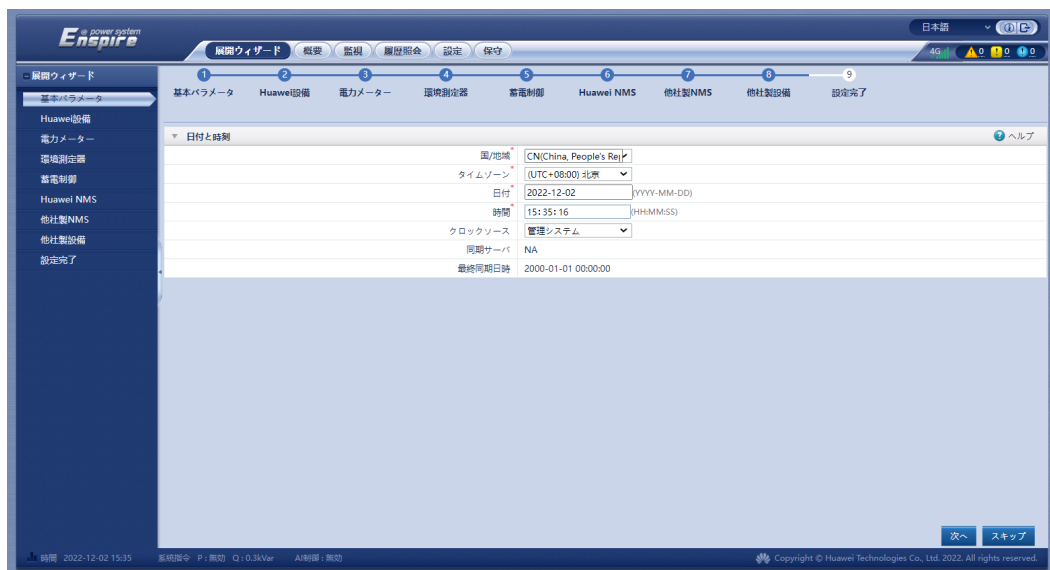 Enspire e power system
日本語
展開ウィザード 概要 監視 履歴照会 設定 保守
4G 0 0 0
展開ウィザード
基本パラメータ
Huawei設備
電力メーター
環境測定器
蓄電制御
Huawei NMS
他社製NMS
他社製設備
設定完了
1 2 3 4 5 6 7 8 9
基本パラメータ Huawei設備 電力メーター 環境測定器 蓄電制御 Huawei NMS 他社製NMS 他社製設備 設定完了
日付と時刻 ? ヘルプ
国/地域* CN(China, People's Rep
タイムゾーン* (UTC+08:00) 北京
日付* 2022-12-02 (YYYY-MM-DD)
時間* 15:35:16 (HH:MM:SS)
クロックソース 管理システム
同期サーバ NA
最終同期日時 2000-01-01 00:00:00
次へ スキップ
時間 2022-12-02 15:35 系統指令 P : 無効 Q : 0.3kVar AI制御 : 無効 Copyright © Huawei Technologies Co., Ltd. 2022. All rights reserved.